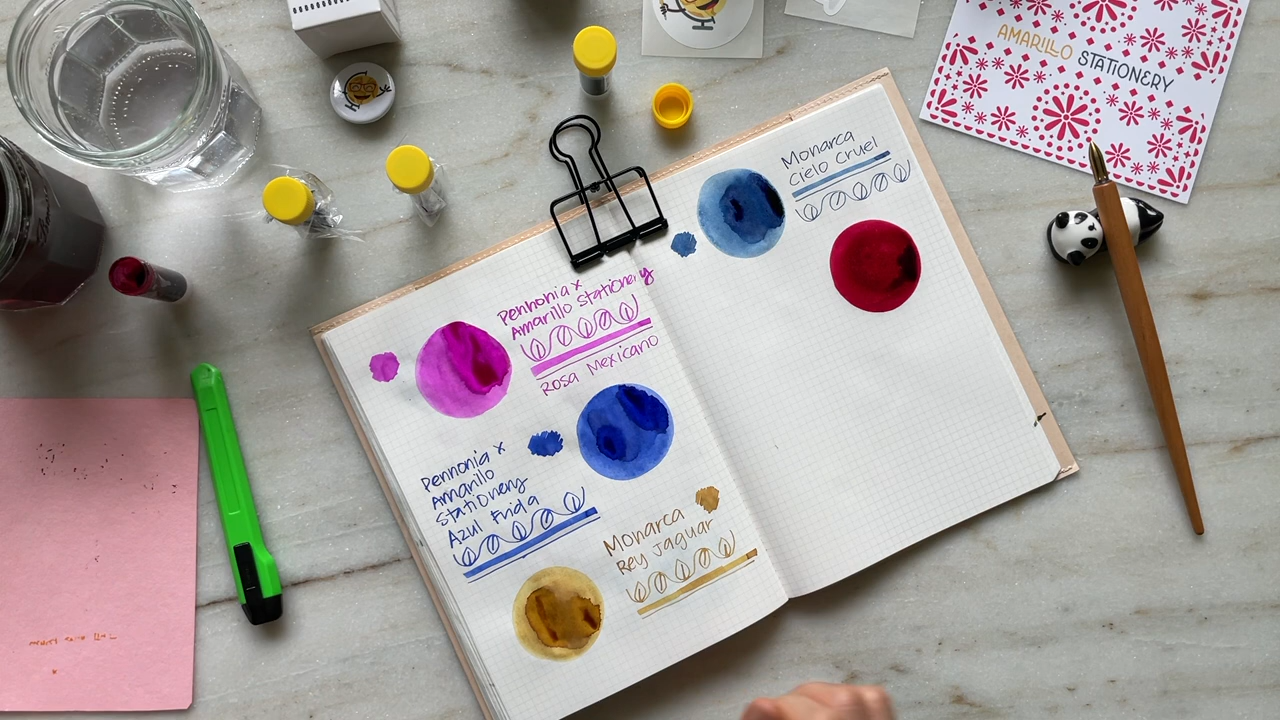 AMARILLO STATIONERY
Monarca
Cielo Cruel
Pennonia x
Amarillo Stationery
Rosa Mexicano
Pennonia x
Amarillo
Stationery
Azul Frida
Monarca
Rey Jaguar